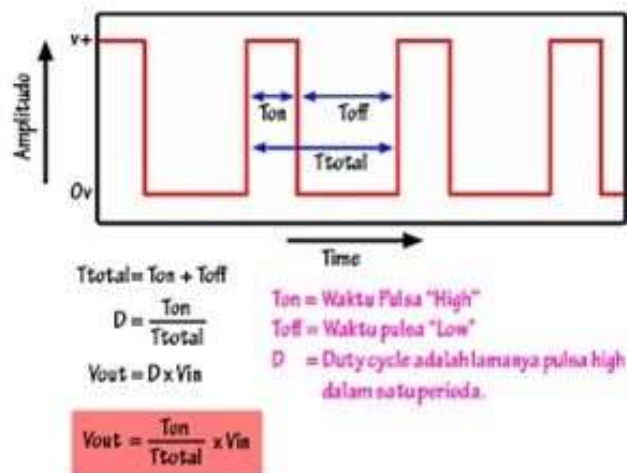 v+
Amplitudo
Ton
Toff
Ttotal
0v
Time
Ttotal = Ton + Toff
D = Ton
Ttotal
Vout = D x Vin
Vout = Ton x Vin
Ttotal
Ton = Waktu Pulsa "High"
Toff = Waktu pulsa "Low"
D = Duty cycle adalah lamanya pulsa high
dalam satu perioda.